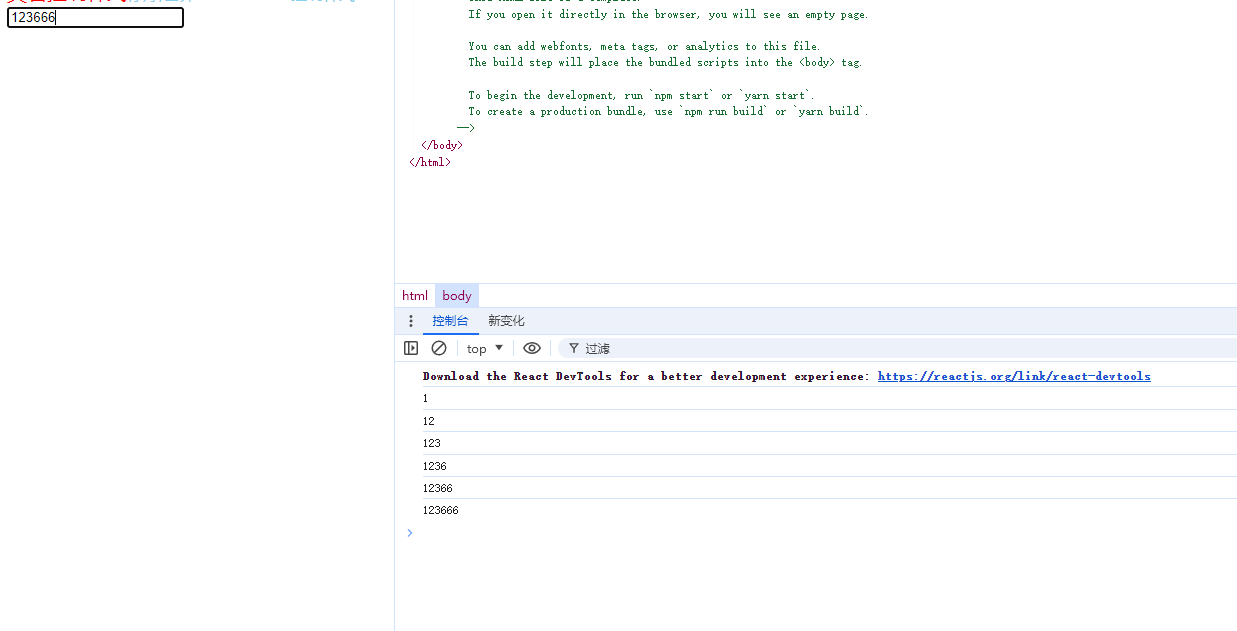 123666
If you open it directly in the browser, you will see an empty page.
You can add webfonts, meta tags, or analytics to this file.
The build step will place the bundled scripts into the <body> tag.
To begin the development, run `npm start` or `yarn start`.
To create a production bundle, use `npm run build` or `yarn build`.
-->
</body>
</html>
html body
控制台 新变化
top 过滤
Download the React DevTools for a better development experience: https://reactjs.org/link/react-devtools
1
12
123
1236
12366
123666